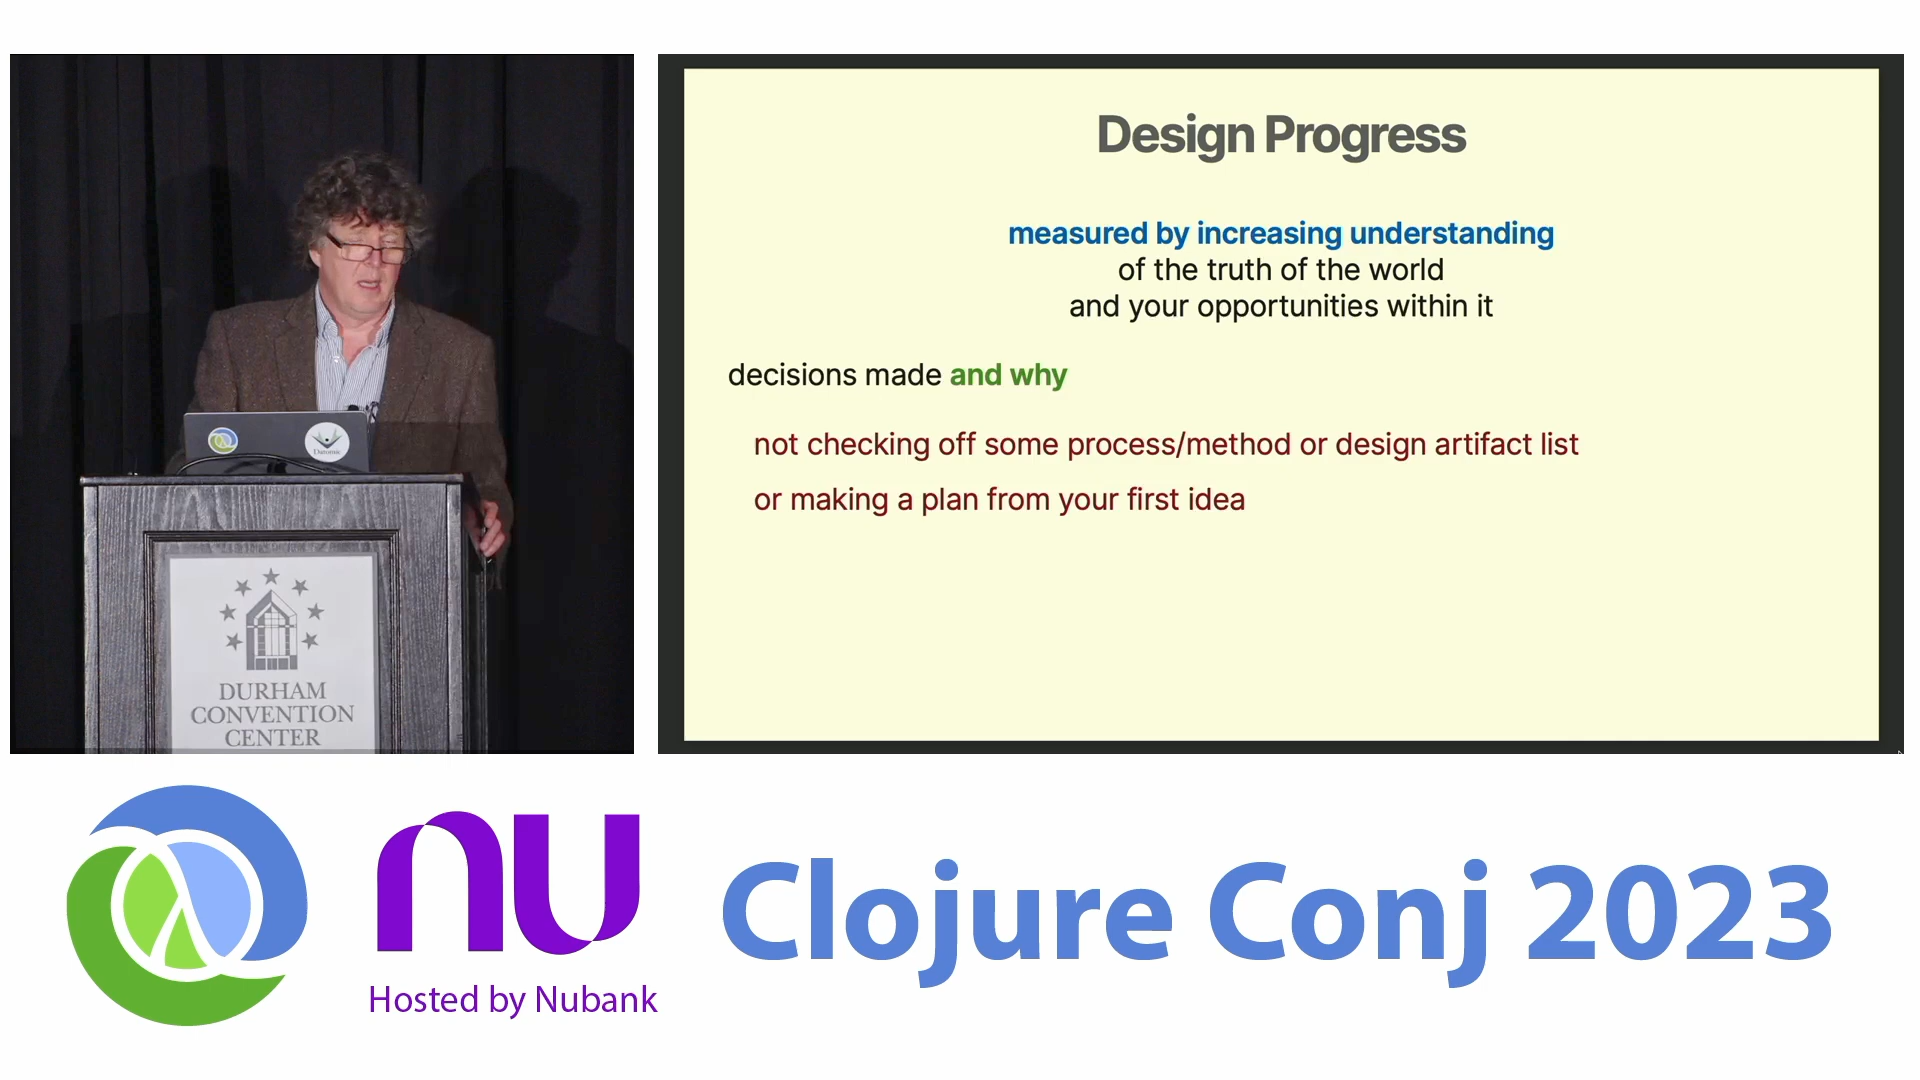 Design Progress
measured by increasing understanding
of the truth of the world
and your opportunities within it
decisions made and why
not checking off some process/method or design artifact list
or making a plan from your first idea
Datomic
DURHAM
CONVENTION
CENTER
nu
Hosted by Nubank
Clojure Conj 2023